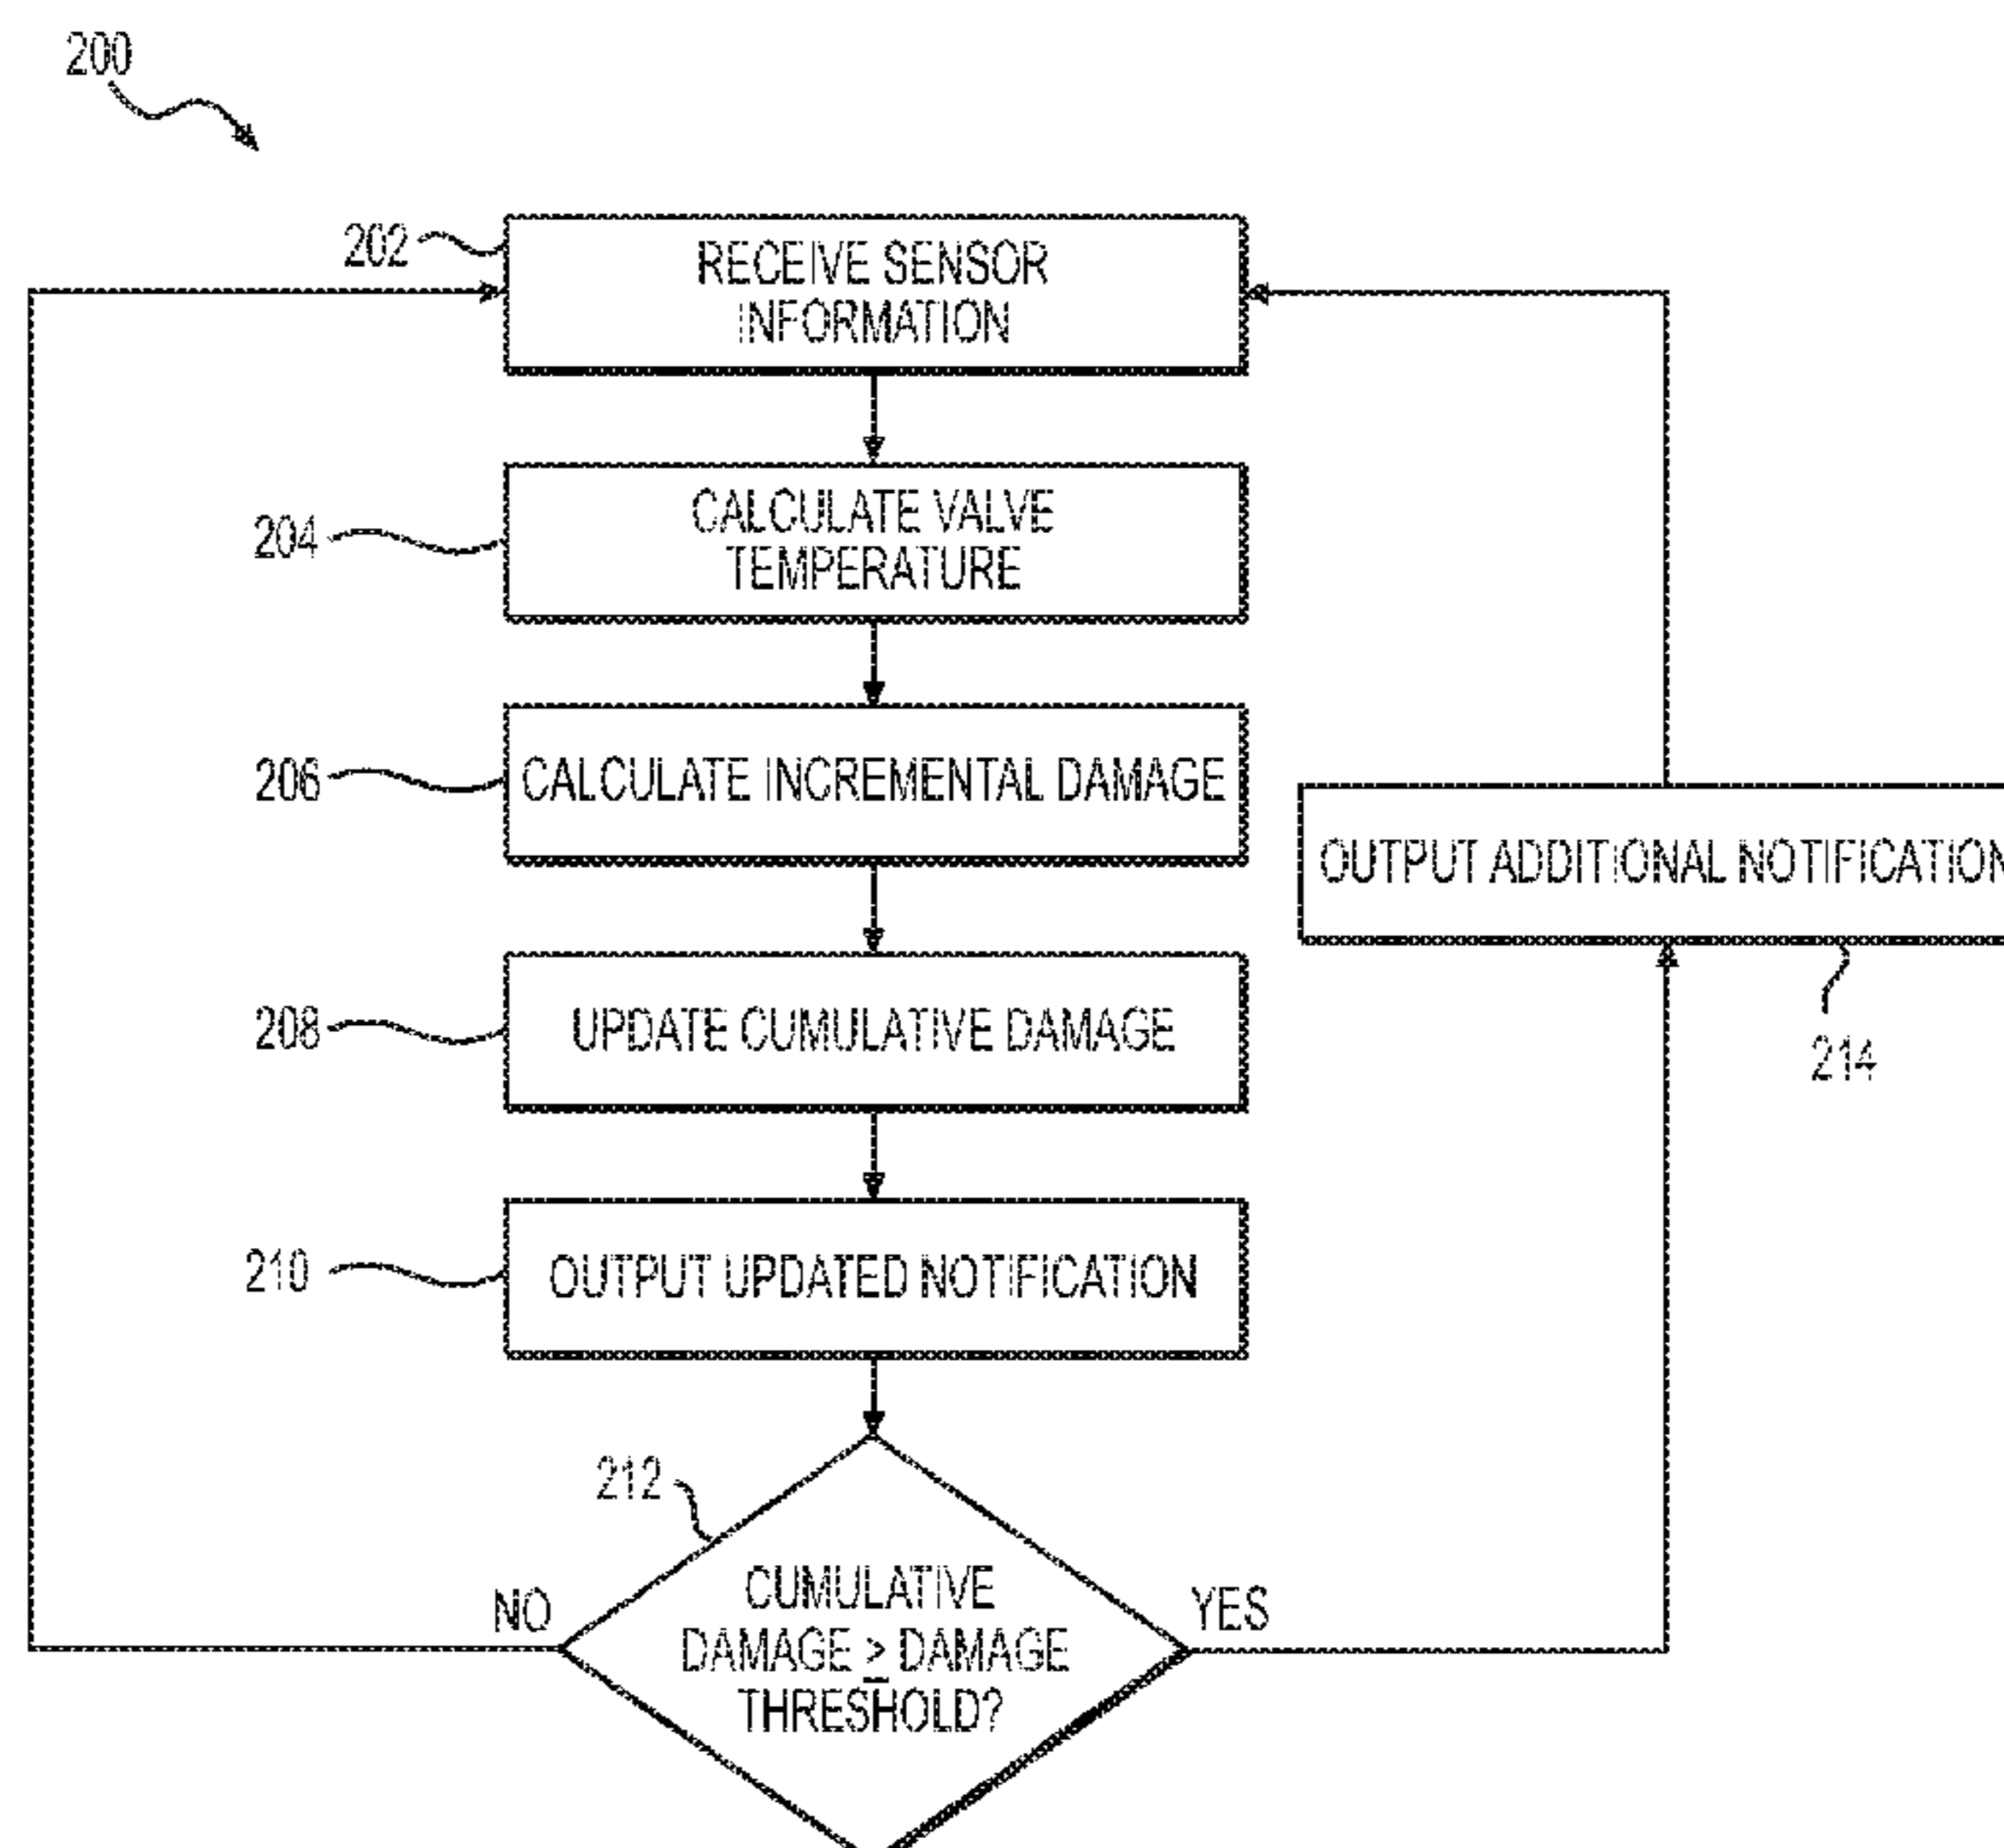 200
202
RECEIVE SENSOR
INFORMATION
204
CALCULATE VALVE
TEMPERATURE
206
CALCULATE INCREMENTAL DAMAGE
OUTPUT ADDITIONAL NOTIFICATION
208
UPDATE CUMULATIVE DAMAGE
214
210
OUTPUT UPDATED NOTIFICATION
212
NO
CUMULATIVE
DAMAGE ≥ DAMAGE
THRESHOLD?
YES